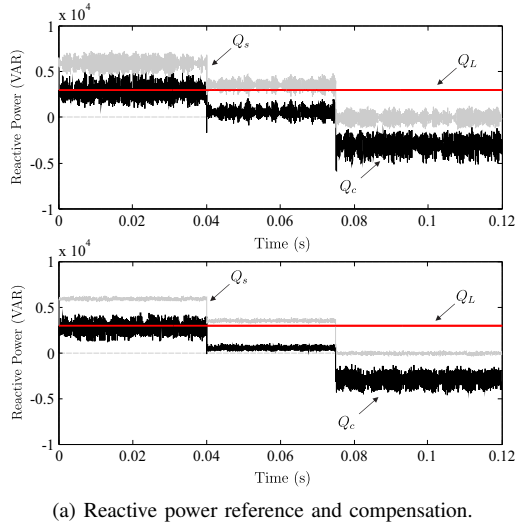 x 10^4
1
0.5
0
-0.5
-1
Reactive Power (VAR)
Q_s
Q_L
Q_c
0 0.02 0.04 0.06 0.08 0.1 0.12
Time (s)
x 10^4
1
0.5
0
-0.5
-1
Reactive Power (VAR)
Q_s
Q_L
Q_c
0 0.02 0.04 0.06 0.08 0.1 0.12
Time (s)
(a) Reactive power reference and compensation.